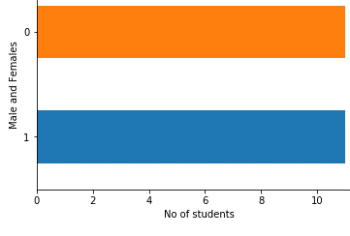 Male and Females
0
1
0 2 4 6 8 10
No of students